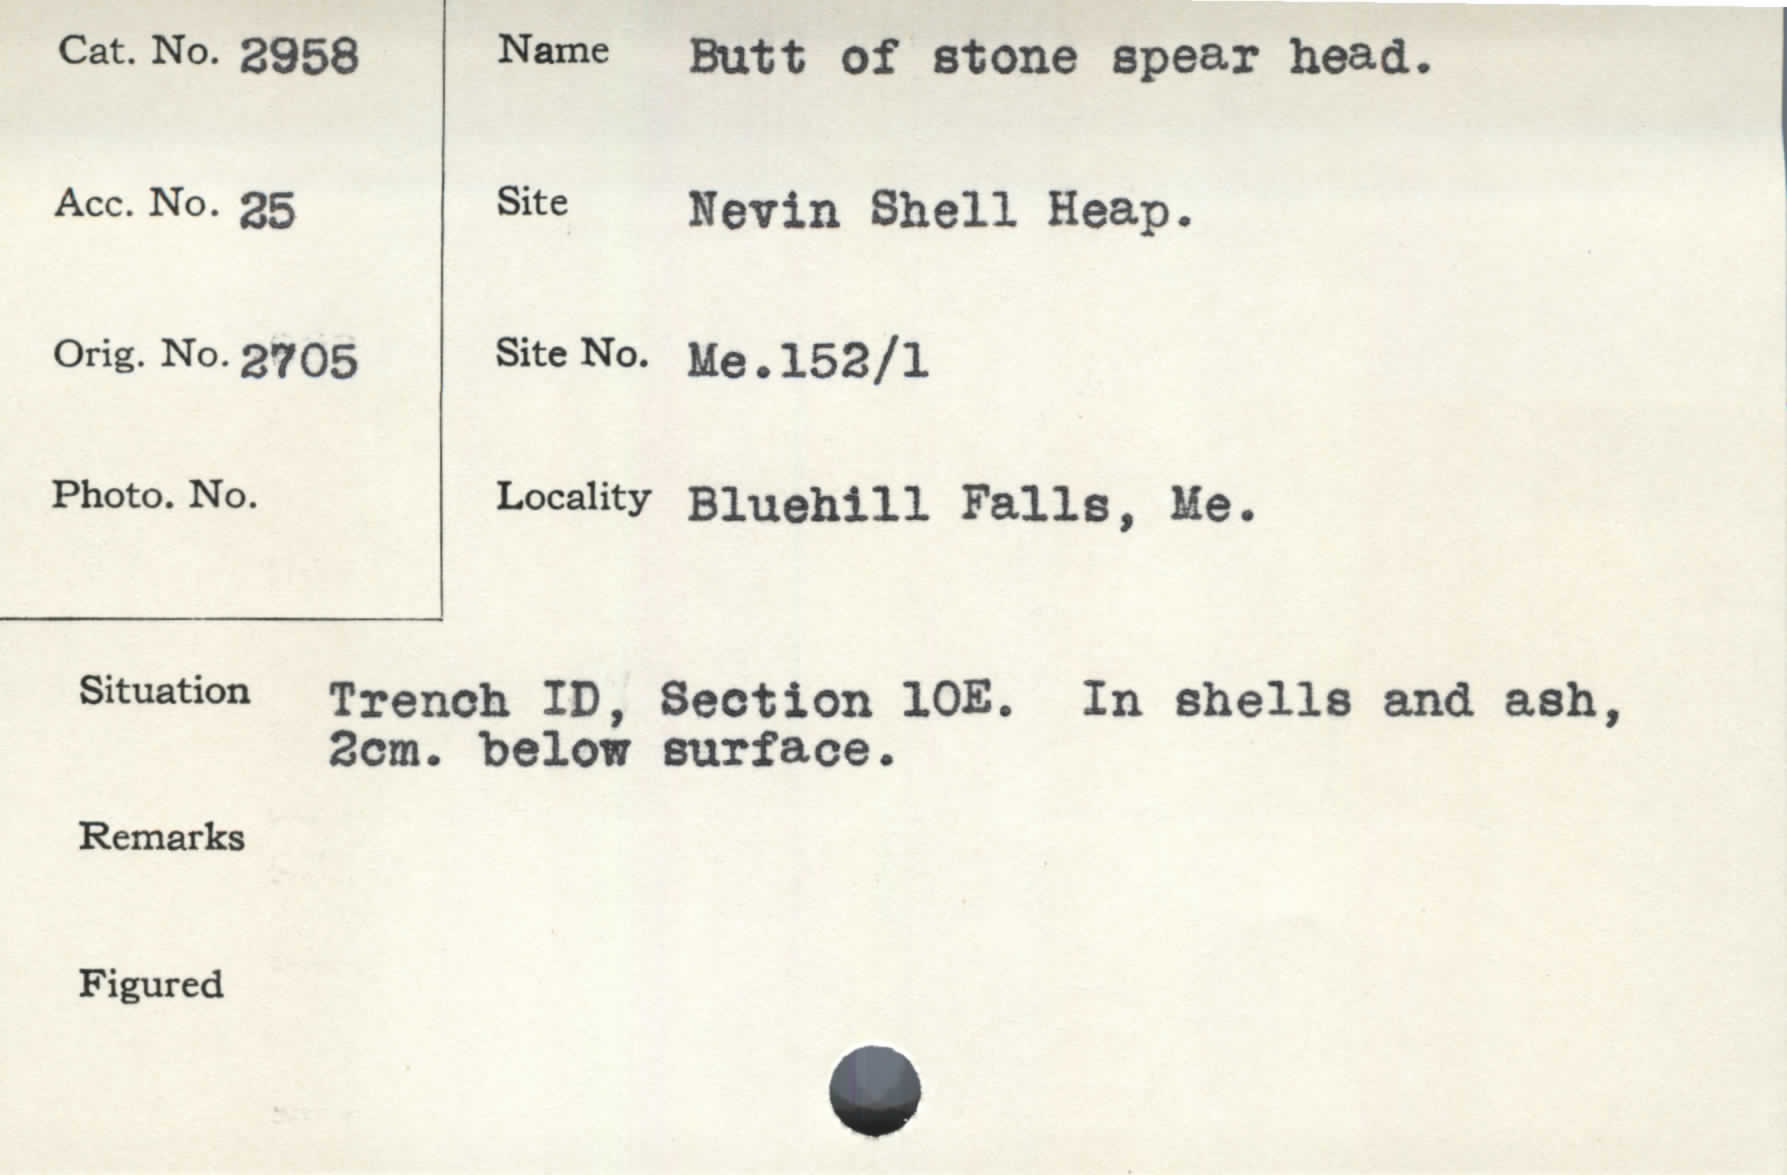 Cat. No. 2958
Name Butt of stone spear head.
Acc. No. 25
Site Nevin Shell Heap.
Orig. No. 2705
Site No. Me.152/1
Photo. No.
Locality Bluehill Falls, Me.
Situation Trench ID, Section 10E. In shells and ash,
2cm. below surface.
Remarks
Figured